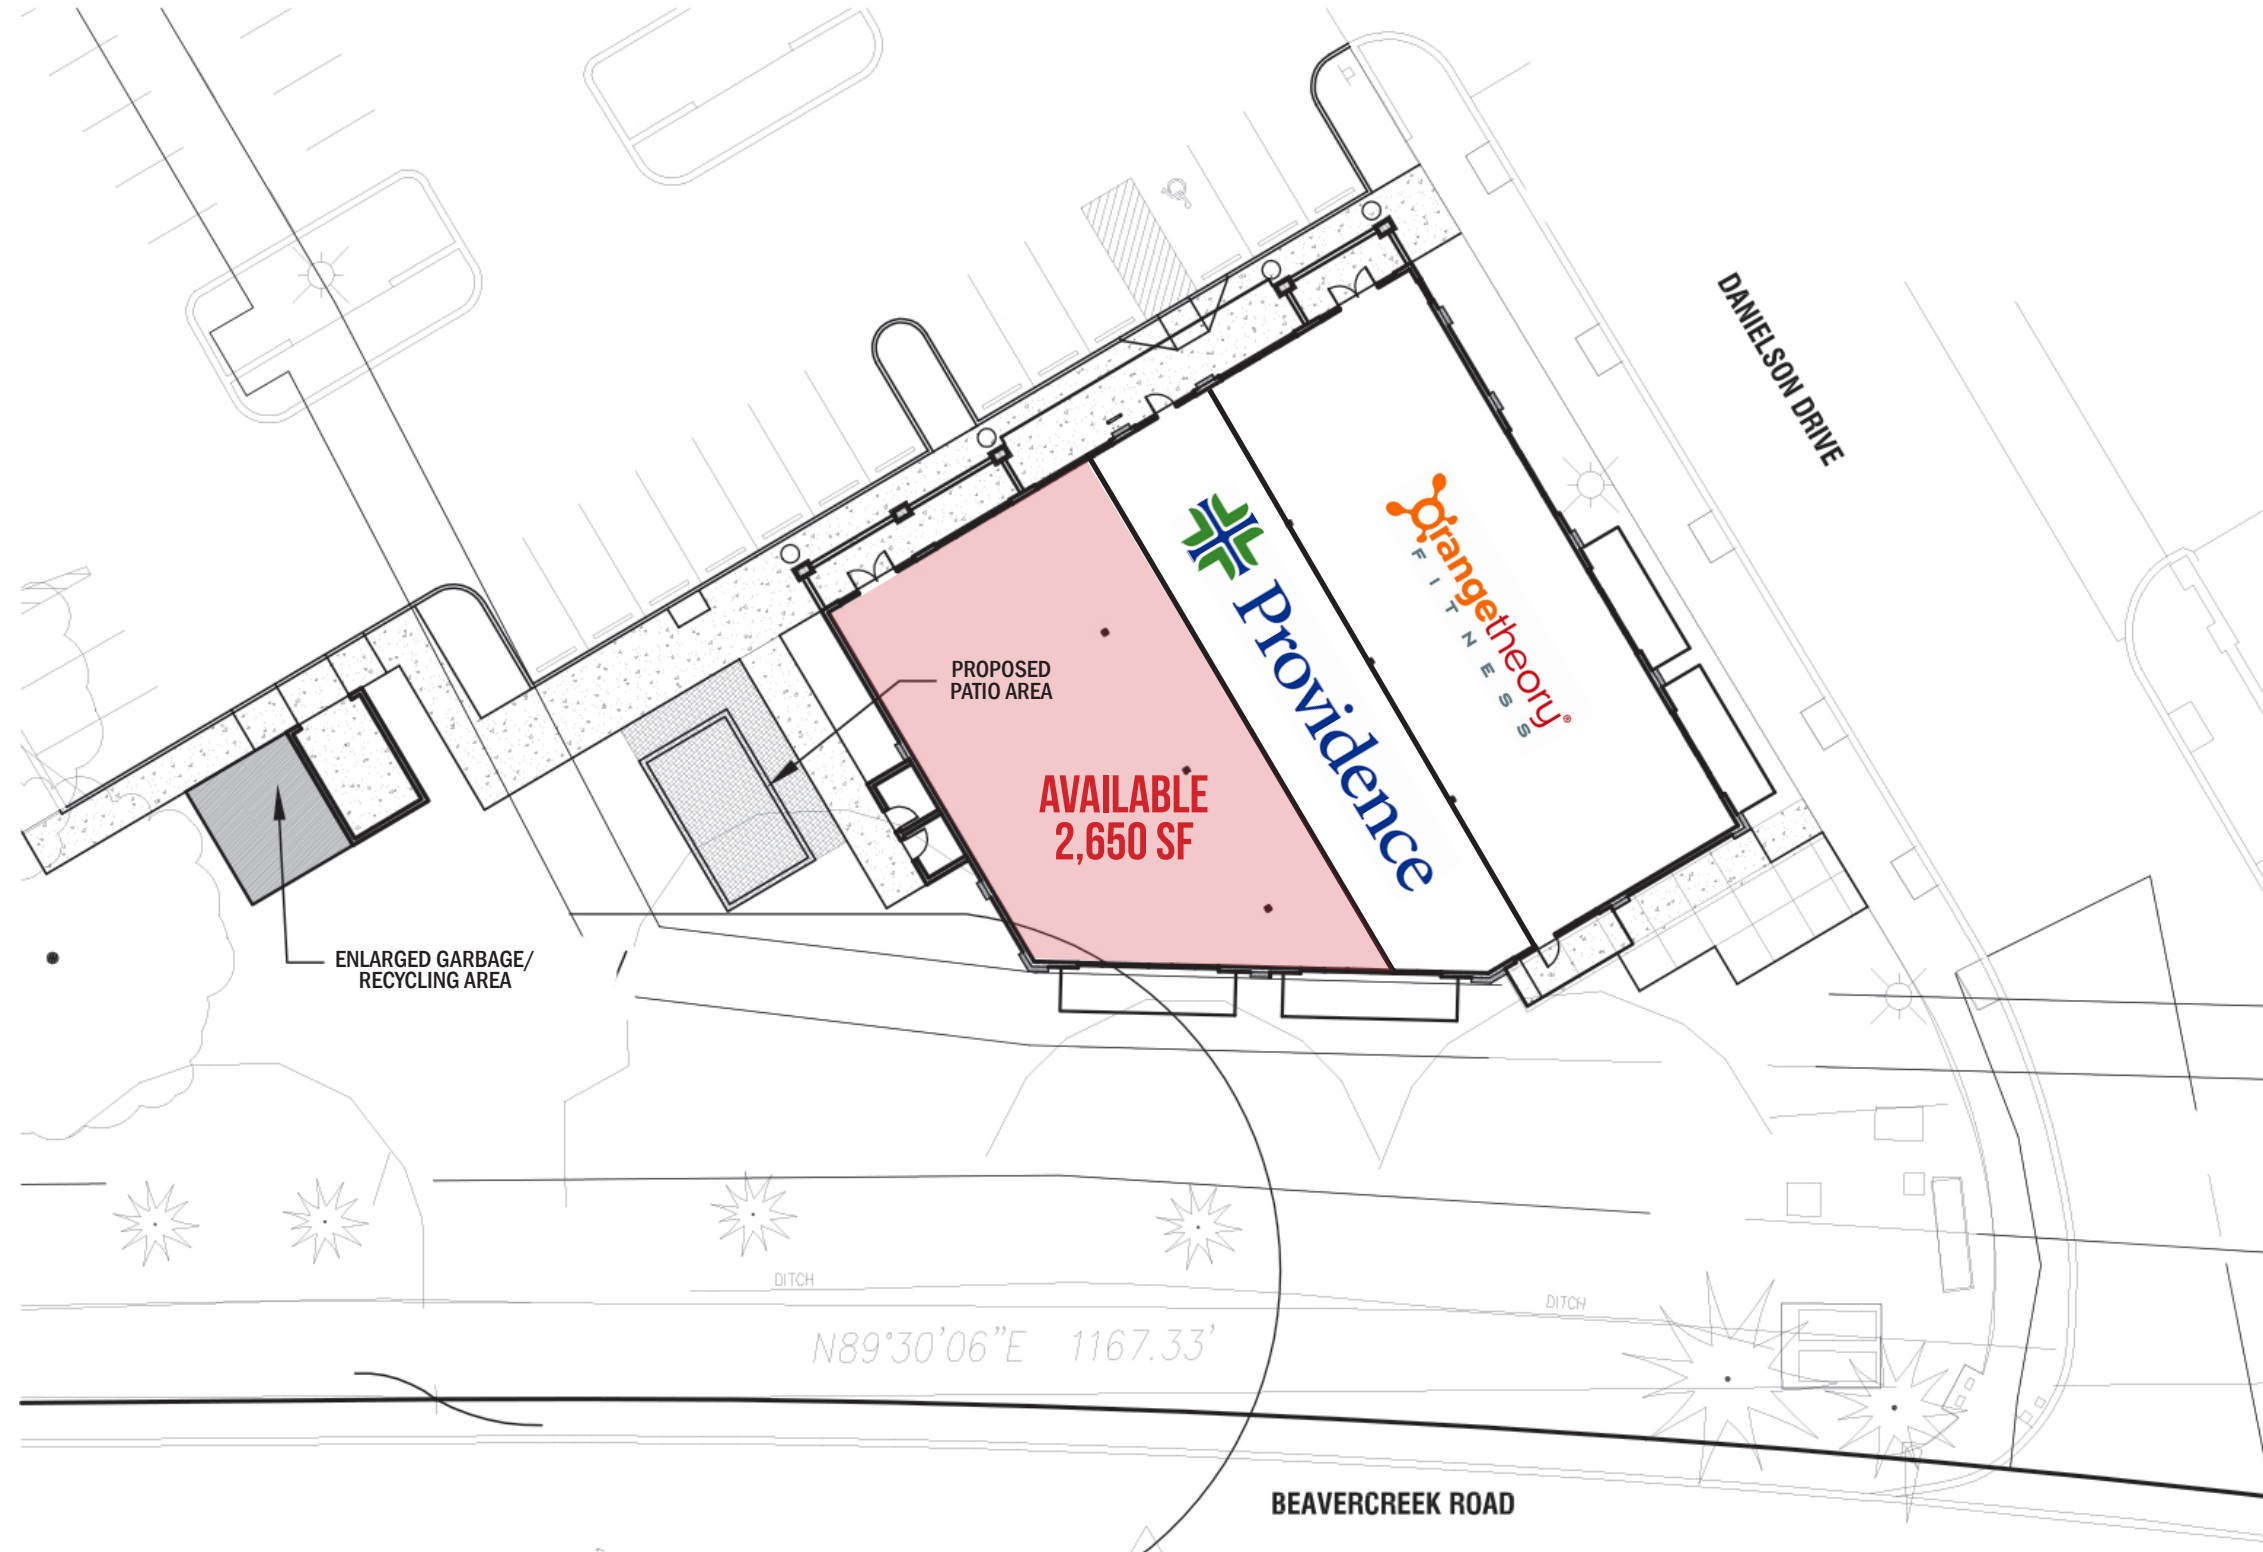 DANIELSON DRIVE
orangetheory®
FITNESS
Providence
PROPOSED
PATIO AREA
AVAILABLE
2,650 SF
ENLARGED GARBAGE/
RECYCLING AREA
DITCH
DITCH
N89°30'06"E 1167.33'
BEAVERCREEK ROAD